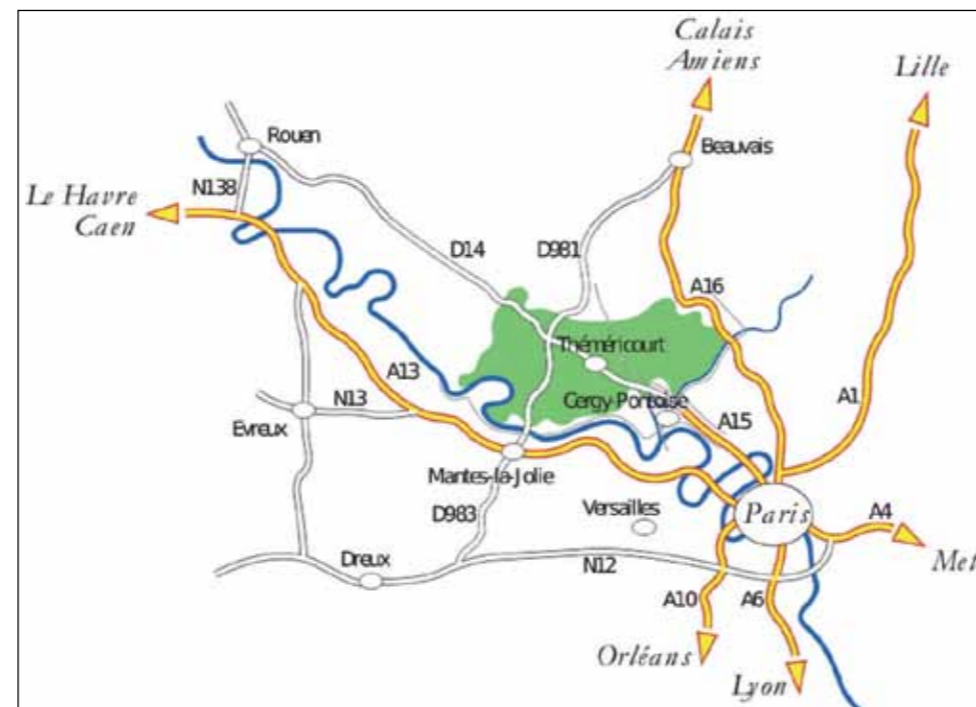 Calais
Amiens
Lille
Rouen
Beauvais
N138
Le Havre
Caen
D14
D981
A16
Théméricourt
A13
A1
N13
Cergy-Pontoise
A15
Evreux
Mantes-la-Jolie
D983
Versailles
Paris
A4
Met
Dreux
N12
A10
A6
Orléans
Lyon